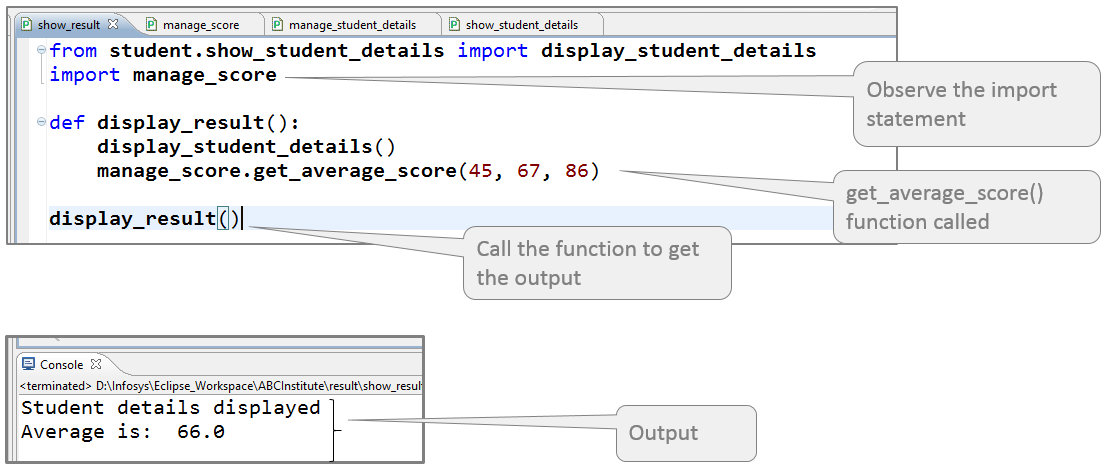 show_result
manage_score
manage_student_details
show_student_details
from student.show_student_details import display_student_details
import manage_score
Observe the import
statement
def display_result():
display_student_details()
manage_score.get_average_score(45, 67, 86)
get_average_score()
function called
display_result()
Call the function to get
the output
Console
<terminated> D:\Infosys\Eclipse_Workspace\ABCInstitute\result\show_result
Student details displayed
Average is:  66.0
Output